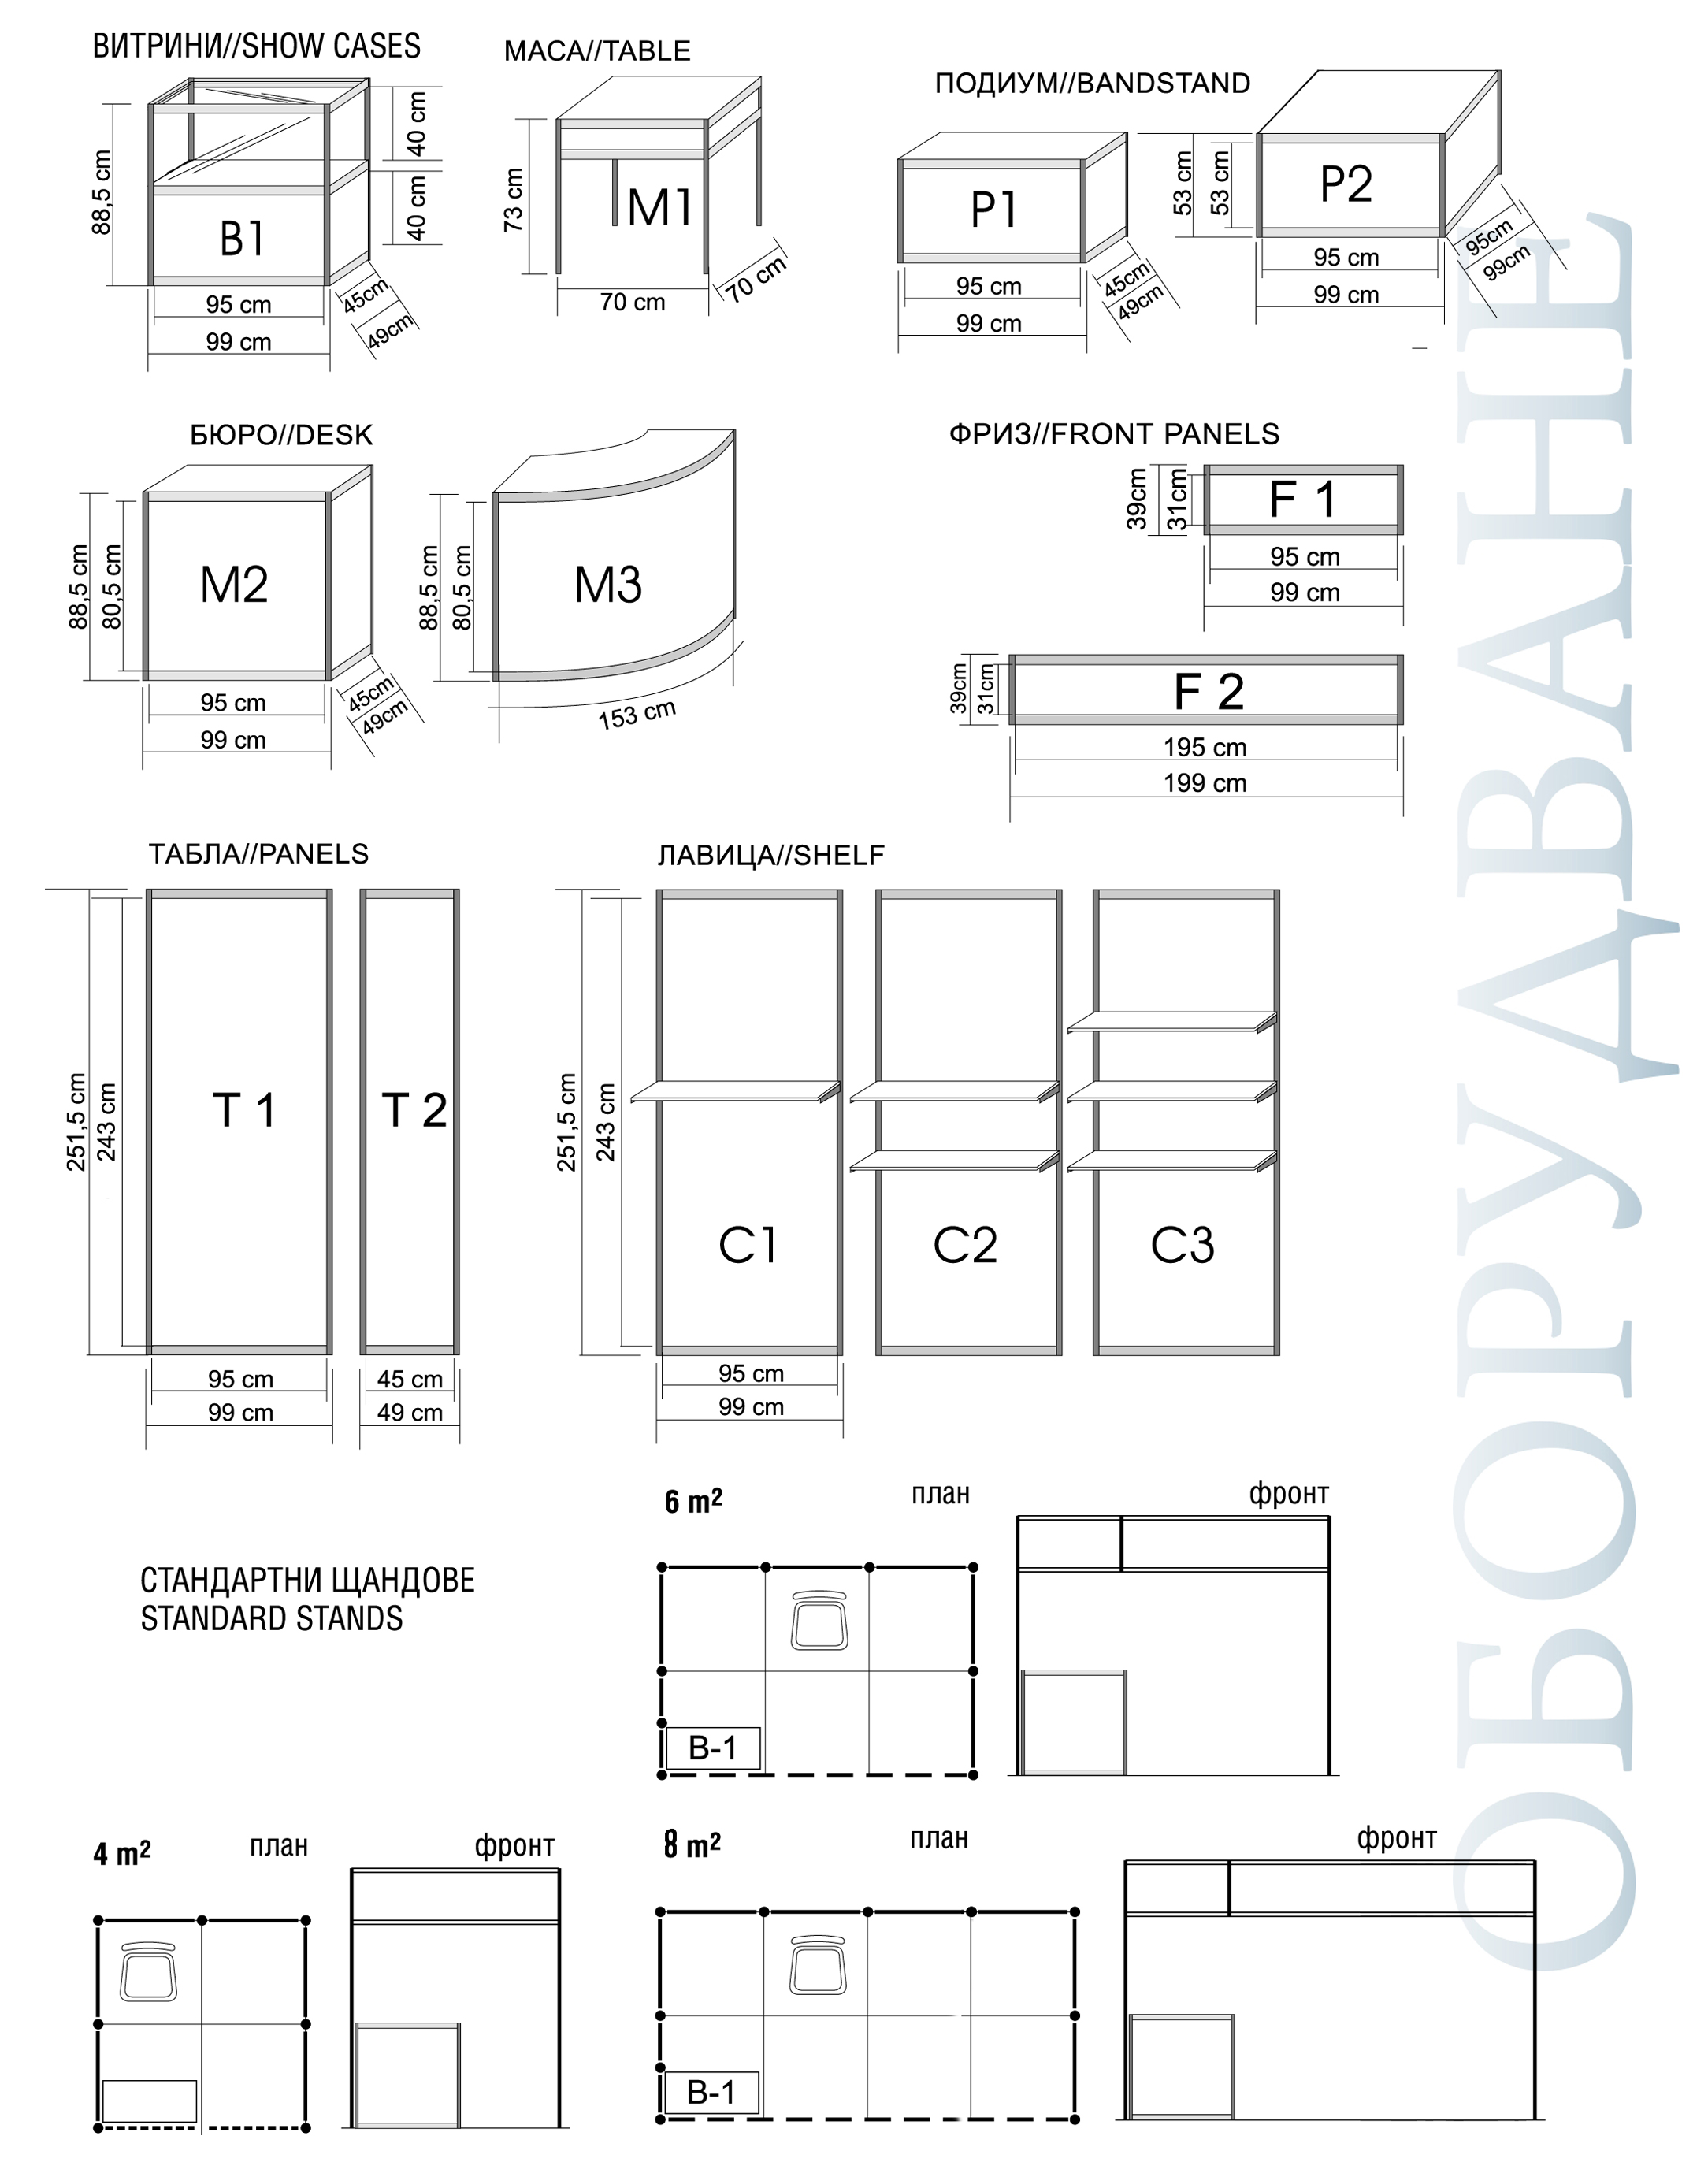 ВИТРИНИ//SHOW CASES
88,5 cm
40 cm
40 cm
B1
95 cm
99 cm
45cm
49cm
МАСА//TABLE
73 cm
M1
70 cm
70 cm
ПОДИУМ//BANDSTAND
P1
95 cm
99 cm
45cm
49cm
53 cm
53 cm
P2
95 cm
99 cm
95cm
99cm
БЮРО//DESK
88,5 cm
80,5 cm
M2
95 cm
99 cm
45cm
49cm
88,5 cm
80,5 cm
M3
153 cm
ФРИЗ//FRONT PANELS
39cm
31cm
F 1
95 cm
99 cm
39cm
31cm
F 2
195 cm
199 cm
ТАБЛА//PANELS
251,5 cm
243 cm
T 1
T 2
95 cm
99 cm
45 cm
49 cm
ЛАВИЦА//SHELF
251,5 cm
243 cm
C1
C2
C3
95 cm
99 cm
СТАНДАРТНИ ЩАНДОВЕ
STANDARD STANDS
6 m²
план
фронт
B-1
4 m²
план
фронт
8 m²
план
фронт
B-1
ОБОРУДВАНЕ